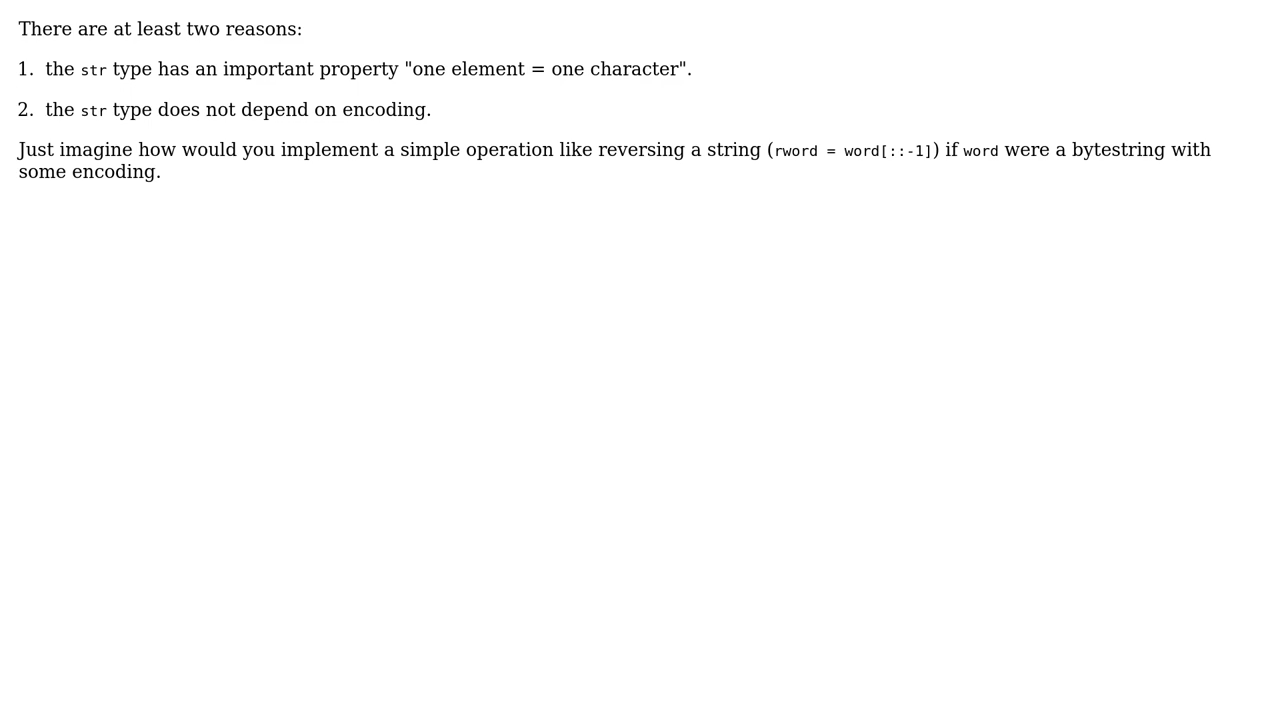 There are at least two reasons:
1. the str type has an important property "one element = one character".
2. the str type does not depend on encoding.
Just imagine how would you implement a simple operation like reversing a string (rword = word[::-1]) if word were a bytestring with
some encoding.